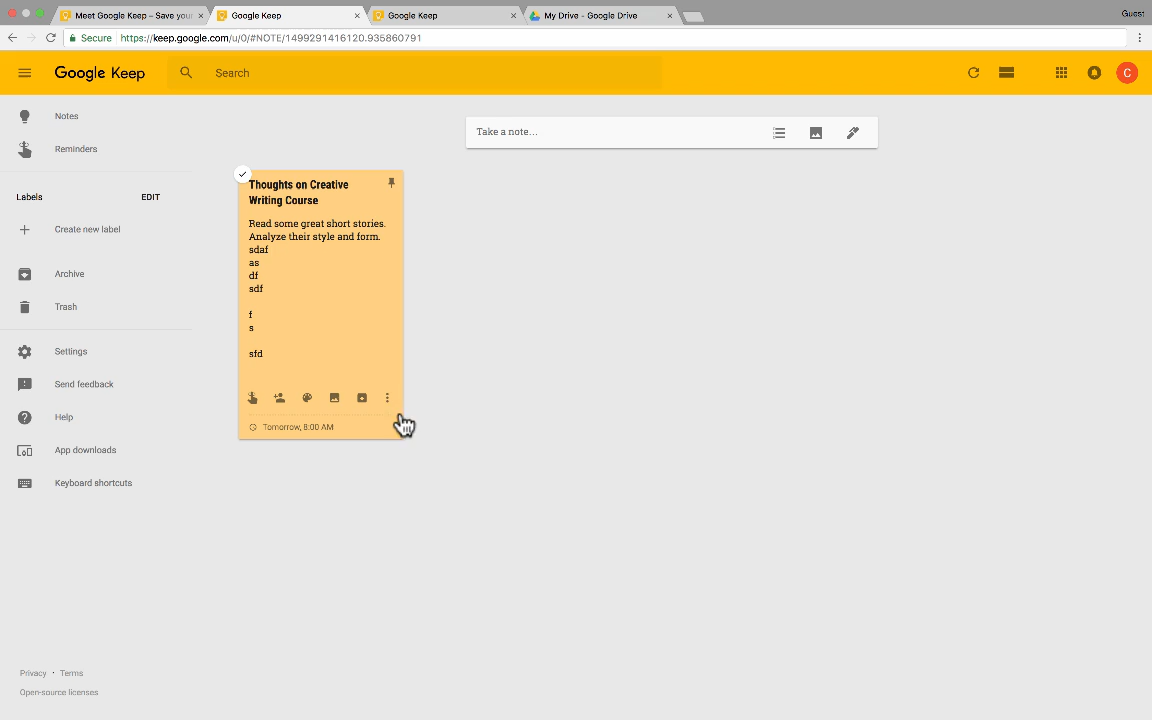 Meet Google Keep – Save your
Google Keep
Google Keep
My Drive - Google Drive
Guest
Secure https://keep.google.com/u/0/#NOTE/1499291416120.935860791
Google Keep
Search
C
Notes
Reminders
Labels EDIT
Create new label
Archive
Trash
Settings
Send feedback
Help
App downloads
Keyboard shortcuts
Take a note...
Thoughts on Creative
Writing Course
Read some great short stories.
Analyze their style and form.
sdaf
as
df
sdf
f
s
sfd
Tomorrow, 8:00 AM
Privacy · Terms
Open-source licenses